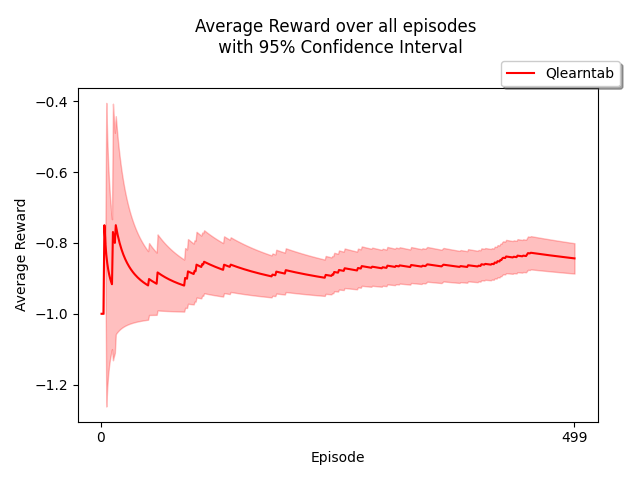 Average Reward over all episodes
with 95% Confidence Interval
Qlearntab
−0.4
−0.6
−0.8
−1.0
−1.2
Average Reward
0
499
Episode